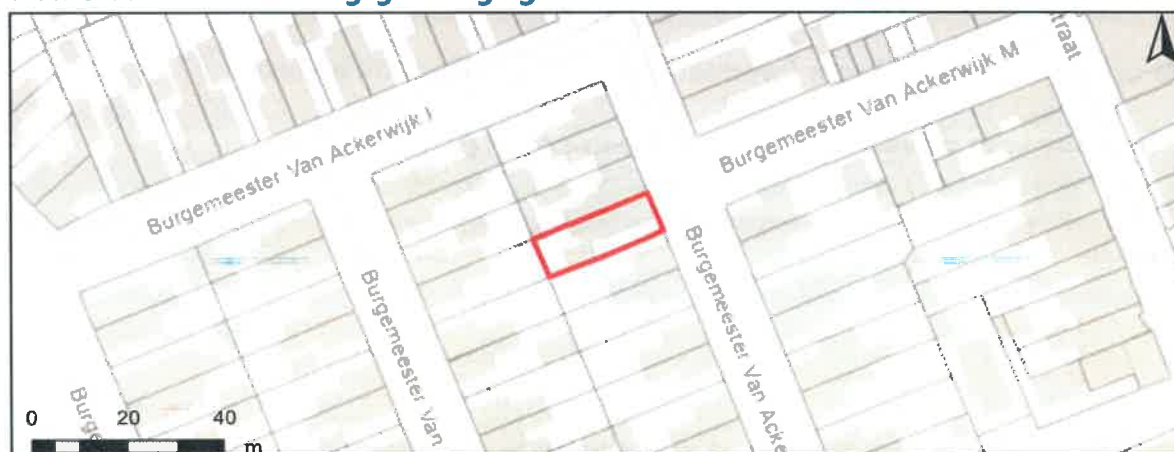 Burgemeester Van Ackerwijk I
Burgemeester Van Ackerwijk M
traat
Burgemeester Van
Burgemeester Van Acke
Burge
0 20 40
m